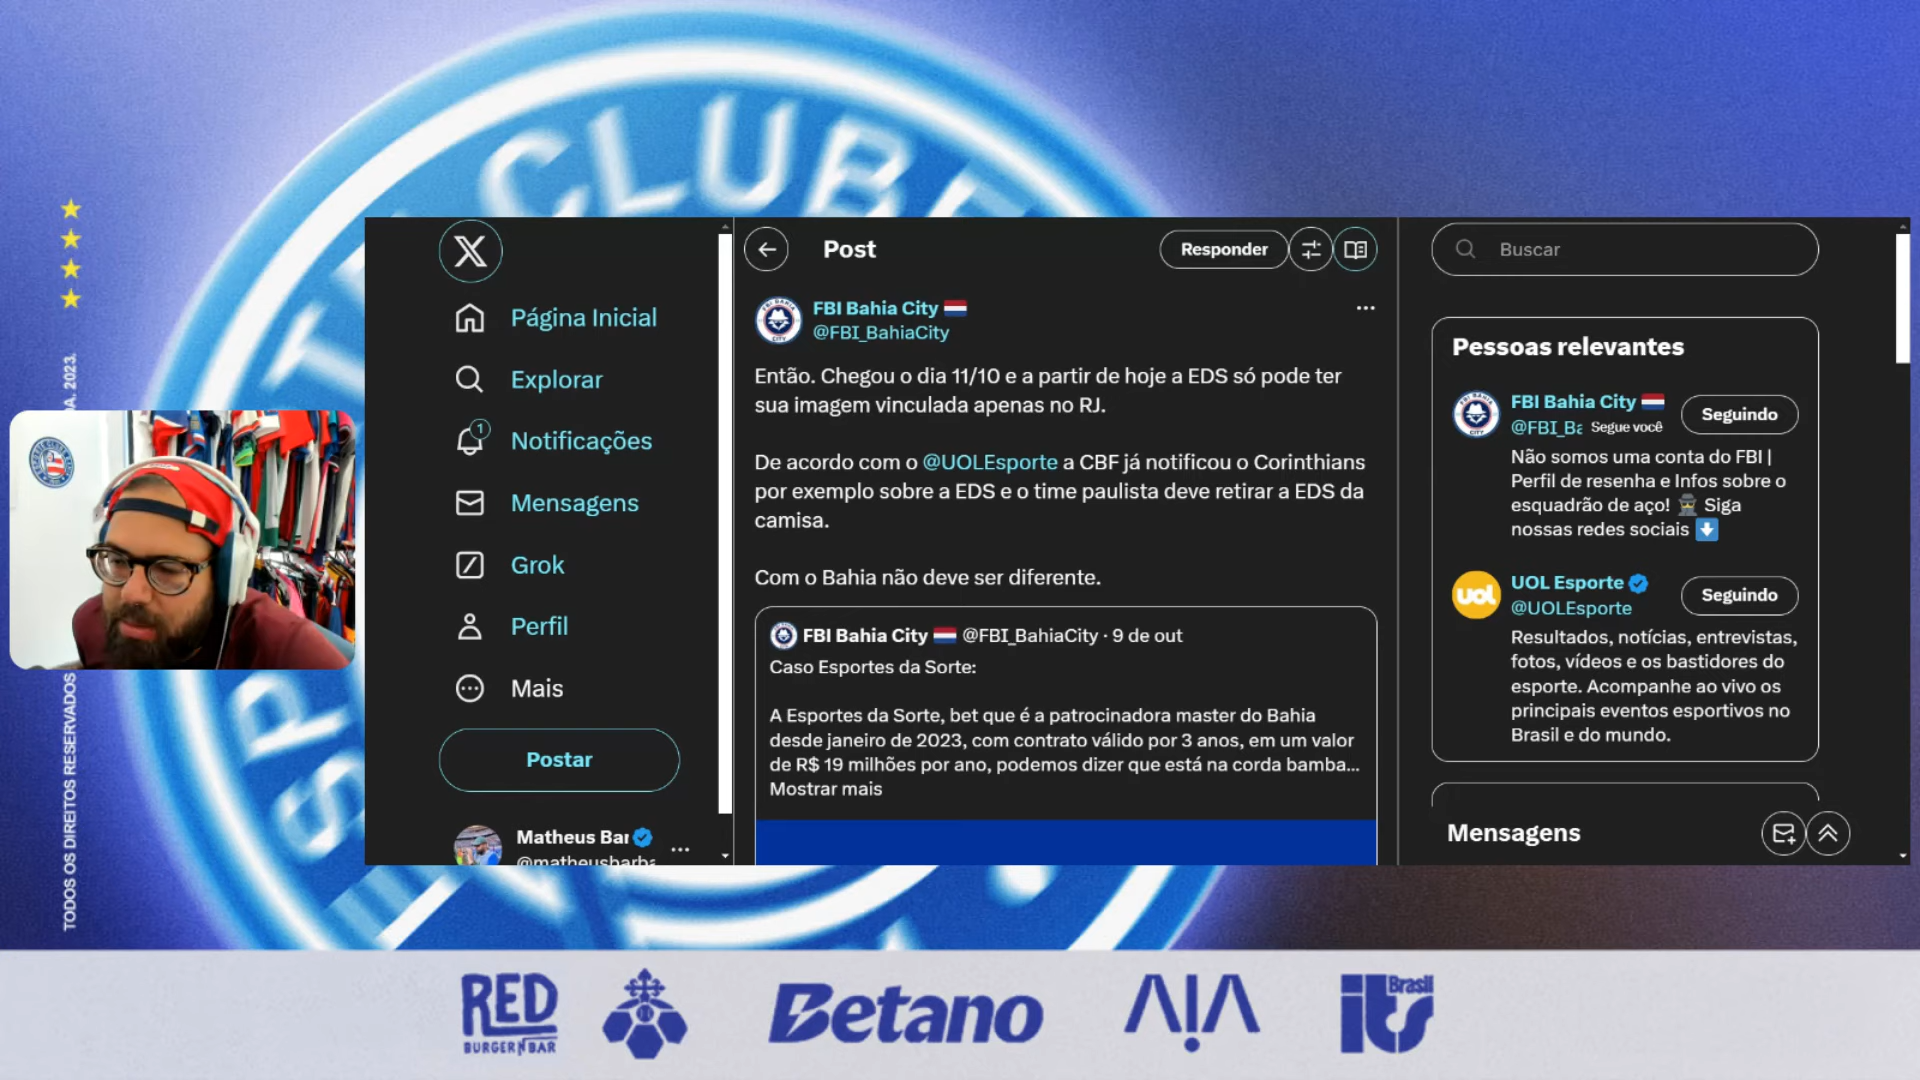 CLUBE
TODOS OS DIREITOS RESERVADOS
DA. 2023.
X
Página Inicial
Explorar
1
Notificações
Mensagens
Grok
Perfil
Mais
Postar
Matheus Bar
@matheusbarba
Post
Responder
FBI Bahia City
@FBI_BahiaCity
Então. Chegou o dia 11/10 e a partir de hoje a EDS só pode ter
sua imagem vinculada apenas no RJ.
De acordo com o @UOLEsporte a CBF já notificou o Corinthians
por exemplo sobre a EDS e o time paulista deve retirar a EDS da
camisa.
Com o Bahia não deve ser diferente.
FBI Bahia City @FBI_BahiaCity · 9 de out
Caso Esportes da Sorte:
A Esportes da Sorte, bet que é a patrocinadora master do Bahia
desde janeiro de 2023, com contrato válido por 3 anos, em um valor
de R$ 19 milhões por ano, podemos dizer que está na corda bamba...
Mostrar mais
Buscar
Pessoas relevantes
FBI Bahia City
@FBI_Ba Segue você
Seguindo
Não somos uma conta do FBI |
Perfil de resenha e Infos sobre o
esquadrão de aço! Siga
nossas redes sociais
uol
UOL Esporte
@UOLEsporte
Seguindo
Resultados, notícias, entrevistas,
fotos, vídeos e os bastidores do
esporte. Acompanhe ao vivo os
principais eventos esportivos no
Brasil e do mundo.
Mensagens
RED
BURGER N' BAR
Betano
its Brasil